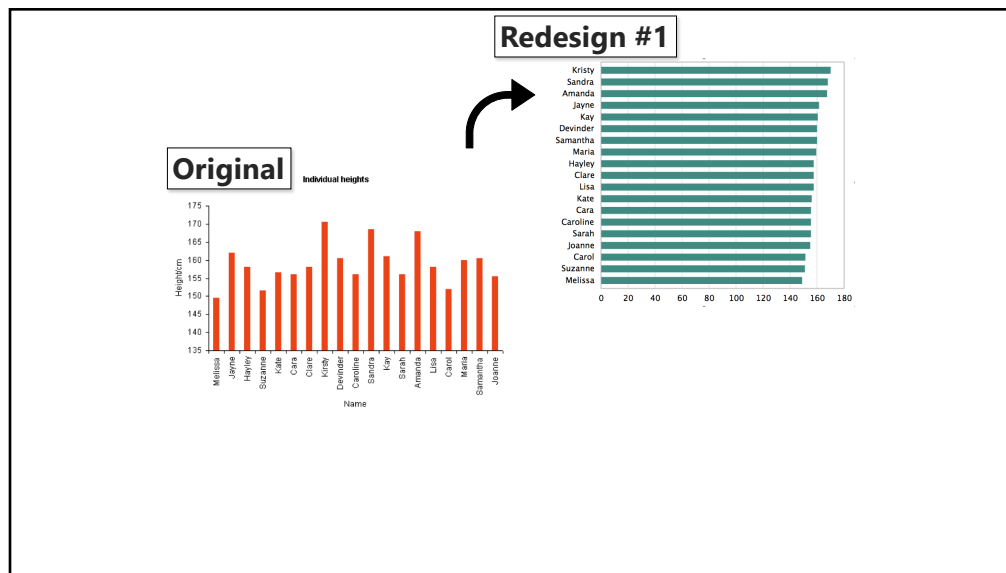 Redesign #1
Kristy
Sandra
Amanda
Jayne
Kay
Devinder
Samantha
Maria
Hayley
Clare
Lisa
Kate
Cara
Caroline
Sarah
Joanne
Carol
Suzanne
Melissa
0 20 40 60 80 100 120 140 160 180
Original
Individual heights
Height/cm
175
170
165
160
155
150
145
140
135
Melissa
Jayne
Hayley
Suzanne
Kate
Cara
Clare
Kirsty
Devinder
Caroline
Sandra
Kay
Sarah
Amanda
Lisa
Carol
Maria
Samantha
Joanne
Name